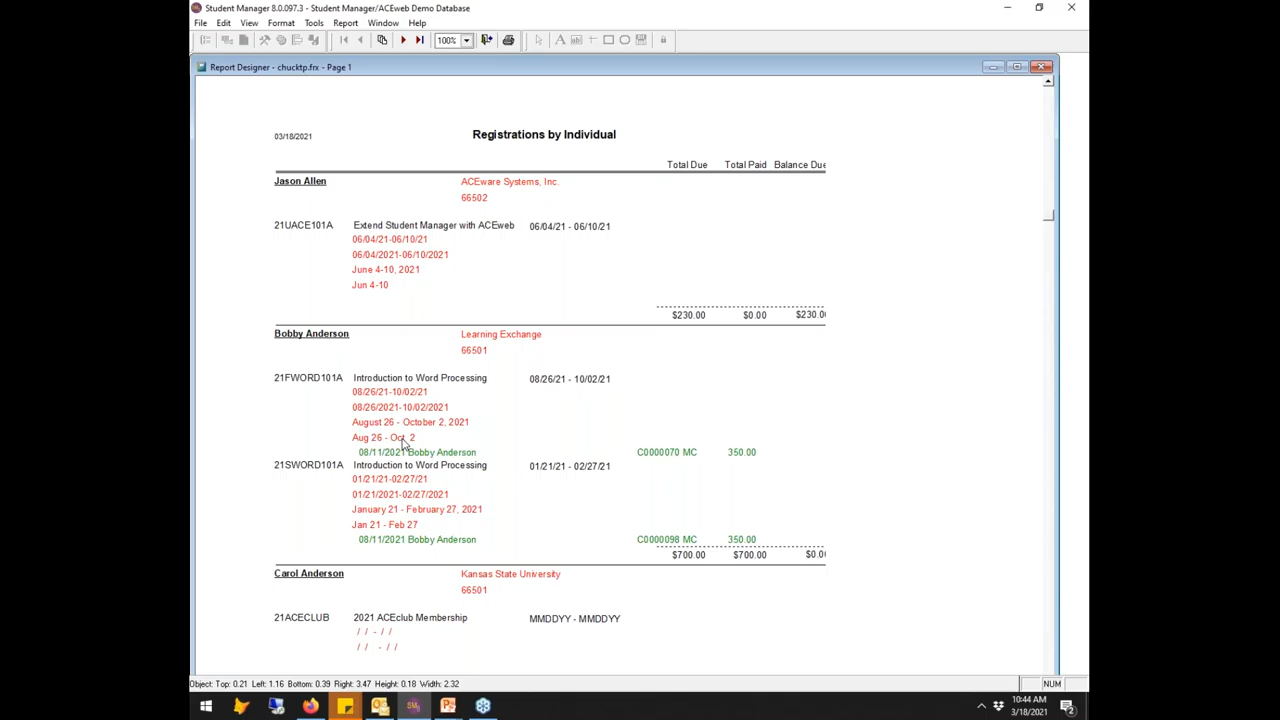 Student Manager 8.0.097.3 - Student Manager/ACEweb Demo Database
File Edit View Format Tools Report Window Help
100%
Report Designer - chucktp.frx - Page 1
03/18/2021 Registrations by Individual
Total Due Total Paid Balance Due
Jason Allen ACEware Systems, Inc.
66502
21UACE101A Extend Student Manager with ACEweb 06/04/21 - 06/10/21
06/04/21-06/10/21
06/04/2021-06/10/2021
June 4-10, 2021
Jun 4-10
$230.00 $0.00 $230.00
Bobby Anderson Learning Exchange
66501
21FWORD101A Introduction to Word Processing 08/26/21 - 10/02/21
08/26/21-10/02/21
08/26/2021-10/02/2021
August 26 - October 2, 2021
Aug 26 - Oct 2
08/11/2021 Bobby Anderson C0000070 MC 350.00
21SWORD101A Introduction to Word Processing 01/21/21 - 02/27/21
01/21/21-02/27/21
01/21/2021-02/27/2021
January 21 - February 27, 2021
Jan 21 - Feb 27
08/11/2021 Bobby Anderson C0000098 MC 350.00
$700.00 $700.00 $0.00
Carol Anderson Kansas State University
66501
21ACECLUB 2021 ACEclub Membership MMDDYY - MMDDYY
/ / - / /
/ / - / /
Object: Top: 0.21 Left: 1.16 Bottom: 0.39 Right: 3.47 Height: 0.18 Width: 2.32 NUM
SM
10:44 AM
3/18/2021
2